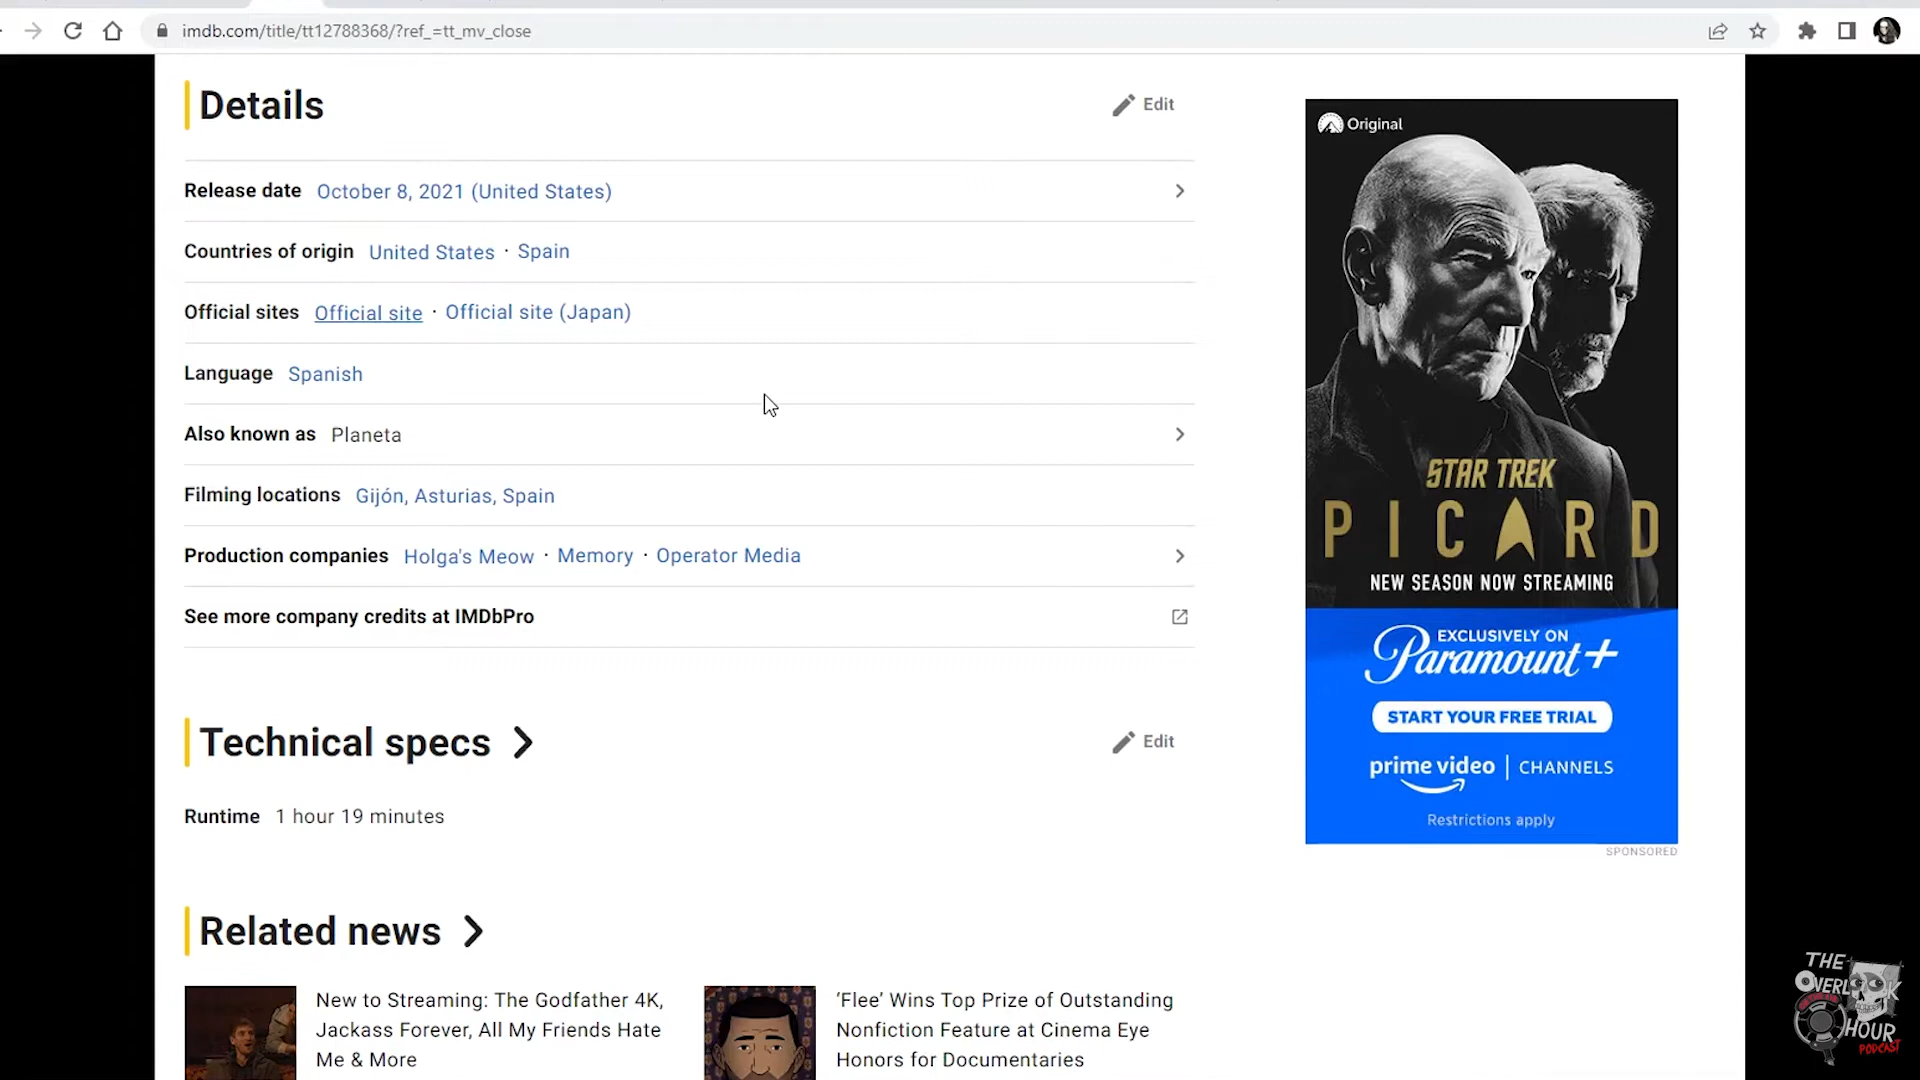 imdb.com/title/tt12788368/?ref_=tt_mv_close
Details
Edit
Release date October 8, 2021 (United States)
Countries of origin United States · Spain
Official sites Official site · Official site (Japan)
Language Spanish
Also known as Planeta
Filming locations Gijón, Asturias, Spain
Production companies Holga's Meow · Memory · Operator Media
See more company credits at IMDbPro
Technical specs
Edit
Runtime 1 hour 19 minutes
Related news
New to Streaming: The Godfather 4K,
Jackass Forever, All My Friends Hate
Me & More
‘Flee’ Wins Top Prize of Outstanding
Nonfiction Feature at Cinema Eye
Honors for Documentaries
Original
STAR TREK
PICARD
NEW SEASON NOW STREAMING
EXCLUSIVELY ON
Paramount+
START YOUR FREE TRIAL
prime video | CHANNELS
Restrictions apply
SPONSORED
THE
OVERLOOK
HOUR
PODCAST